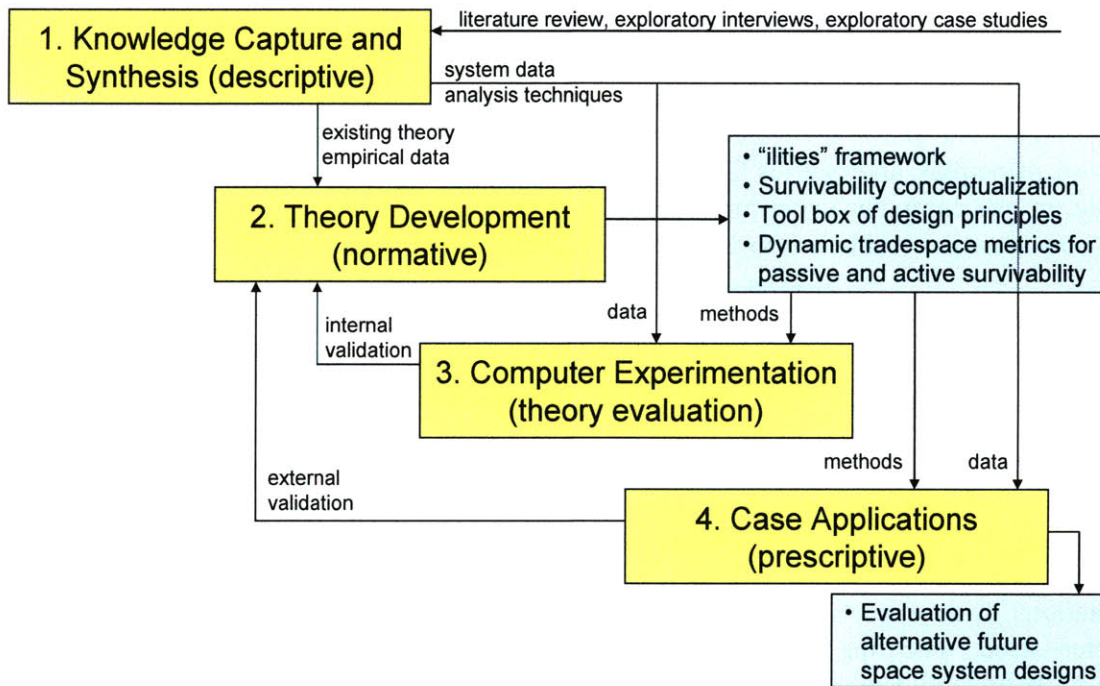 literature review, exploratory interviews, exploratory case studies
1. Knowledge Capture and
Synthesis (descriptive)
system data
analysis techniques
existing theory
empirical data
• "ilities" framework
• Survivability conceptualization
• Tool box of design principles
• Dynamic tradespace metrics for
passive and active survivability
2. Theory Development
(normative)
internal
validation
data
methods
3. Computer Experimentation
(theory evaluation)
external
validation
methods
data
4. Case Applications
(prescriptive)
• Evaluation of
alternative future
space system designs